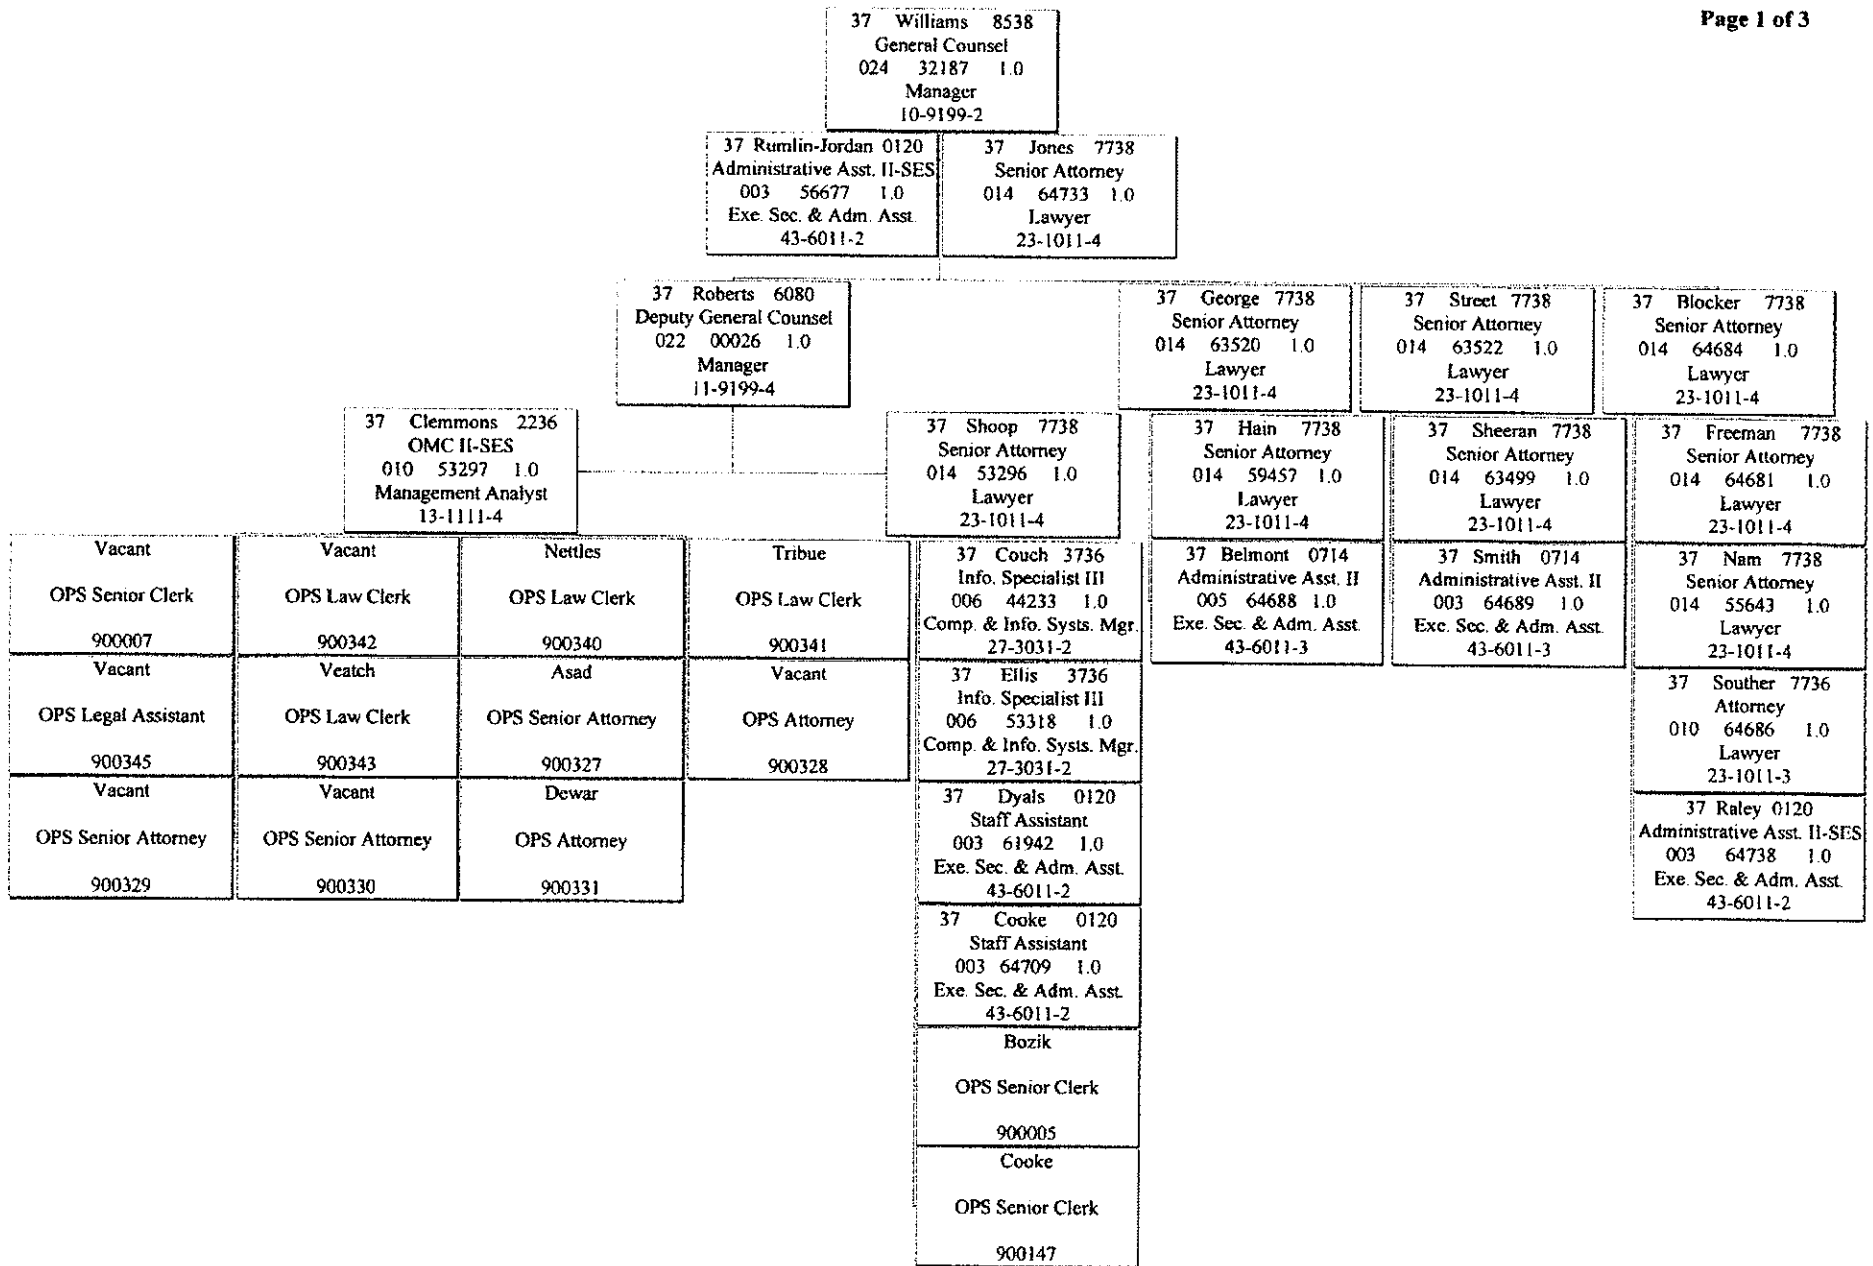 Page 1 of 3
37 Williams 8538
General Counsel
024 32187 1.0
Manager
10-9199-2
37 Rumlin-Jordan 0120
Administrative Asst. II-SES
003 56677 1.0
Exe. Sec. & Adm. Asst.
43-6011-2
37 Jones 7738
Senior Attorney
014 64733 1.0
Lawyer
23-1011-4
37 Roberts 6080
Deputy General Counsel
022 00026 1.0
Manager
11-9199-4
37 George 7738
Senior Attorney
014 63520 1.0
Lawyer
23-1011-4
37 Street 7738
Senior Attorney
014 63522 1.0
Lawyer
23-1011-4
37 Blocker 7738
Senior Attorney
014 64684 1.0
Lawyer
23-1011-4
37 Clemmons 2236
OMC II-SES
010 53297 1.0
Management Analyst
13-1111-4
37 Shoop 7738
Senior Attorney
014 53296 1.0
Lawyer
23-1011-4
37 Hain 7738
Senior Attorney
014 59457 1.0
Lawyer
23-1011-4
37 Sheeran 7738
Senior Attorney
014 63499 1.0
Lawyer
23-1011-4
37 Freeman 7738
Senior Attorney
014 64681 1.0
Lawyer
23-1011-4
Vacant
OPS Senior Clerk
900007
Vacant
OPS Law Clerk
900342
Nettles
OPS Law Clerk
900340
Tribue
OPS Law Clerk
900341
37 Couch 3736
Info. Specialist III
006 44233 1.0
Comp. & Info. Systs. Mgr.
27-3031-2
37 Belmont 0714
Administrative Asst. II
005 64688 1.0
Exe. Sec. & Adm. Asst.
43-6011-3
37 Smith 0714
Administrative Asst. II
003 64689 1.0
Exe. Sec. & Adm. Asst.
43-6011-3
37 Nam 7738
Senior Attorney
014 55643 1.0
Lawyer
23-1011-4
Vacant
OPS Legal Assistant
900345
Veatch
OPS Law Clerk
900343
Asad
OPS Senior Attorney
900327
Vacant
OPS Attorney
900328
37 Ellis 3736
Info. Specialist III
006 53318 1.0
Comp. & Info. Systs. Mgr.
27-3031-2
37 Souther 7736
Attorney
010 64686 1.0
Lawyer
23-1011-3
Vacant
OPS Senior Attorney
900329
Vacant
OPS Senior Attorney
900330
Dewar
OPS Attorney
900331
37 Dyals 0120
Staff Assistant
003 61942 1.0
Exe. Sec. & Adm. Asst.
43-6011-2
37 Raley 0120
Administrative Asst. II-SES
003 64738 1.0
Exe. Sec. & Adm. Asst.
43-6011-2
37 Cooke 0120
Staff Assistant
003 64709 1.0
Exe. Sec. & Adm. Asst.
43-6011-2
Bozik
OPS Senior Clerk
900005
Cooke
OPS Senior Clerk
900147